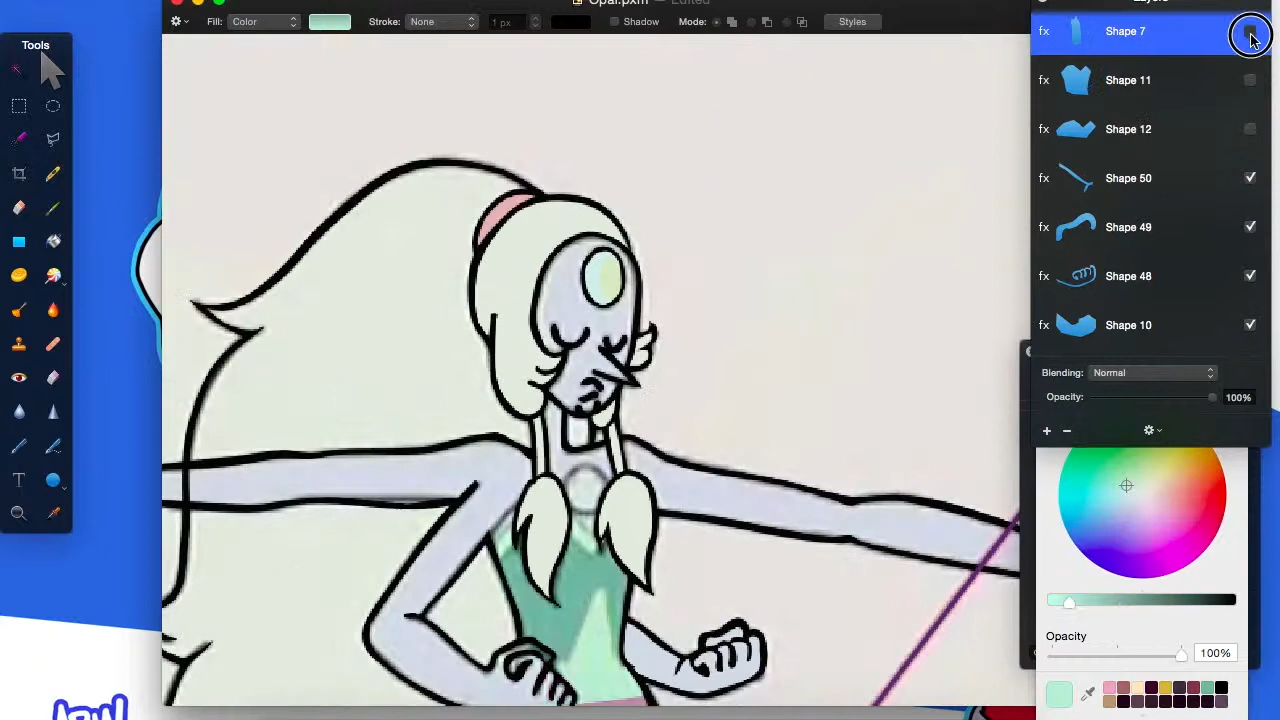 Opal.pxm — Edited
Layers
Fill: Color Stroke: None 1 px Shadow Mode: Styles
Tools
fx Shape 7
fx Shape 11
fx Shape 12
fx Shape 50
fx Shape 49
fx Shape 48
fx Shape 10
Blending: Normal
Opacity: 100%
Opacity
100%
T